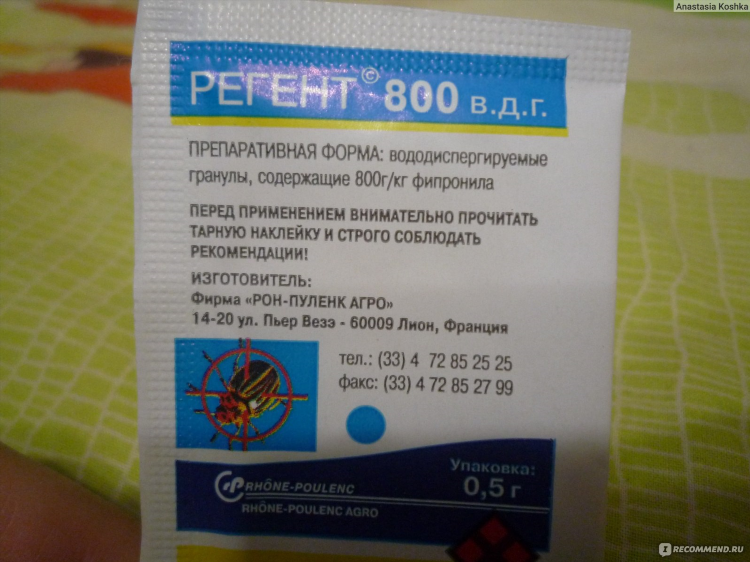 Anastasia Koshka
РЕГЕНТ© 800 в.д.г.
ПРЕПАРАТИВНАЯ ФОРМА: вододиспергируемые
гранулы, содержащие 800г/кг фипронила
ПЕРЕД ПРИМЕНЕНИЕМ ВНИМАТЕЛЬНО ПРОЧИТАТЬ
ТАРНУЮ НАКЛЕЙКУ И СТРОГО СОБЛЮДАТЬ
РЕКОМЕНДАЦИИ!
ИЗГОТОВИТЕЛЬ:
Фирма «РОН-ПУЛЕНК АГРО»
14-20 ул. Пьер Везэ - 60009 Лион, Франция
тел.: (33) 4 72 85 25 25
факс: (33) 4 72 85 27 99
RHÔNE-POULENC
RHÔNE-POULENC AGRO
Упаковка:
0,5 г
I RECOMMEND.RU